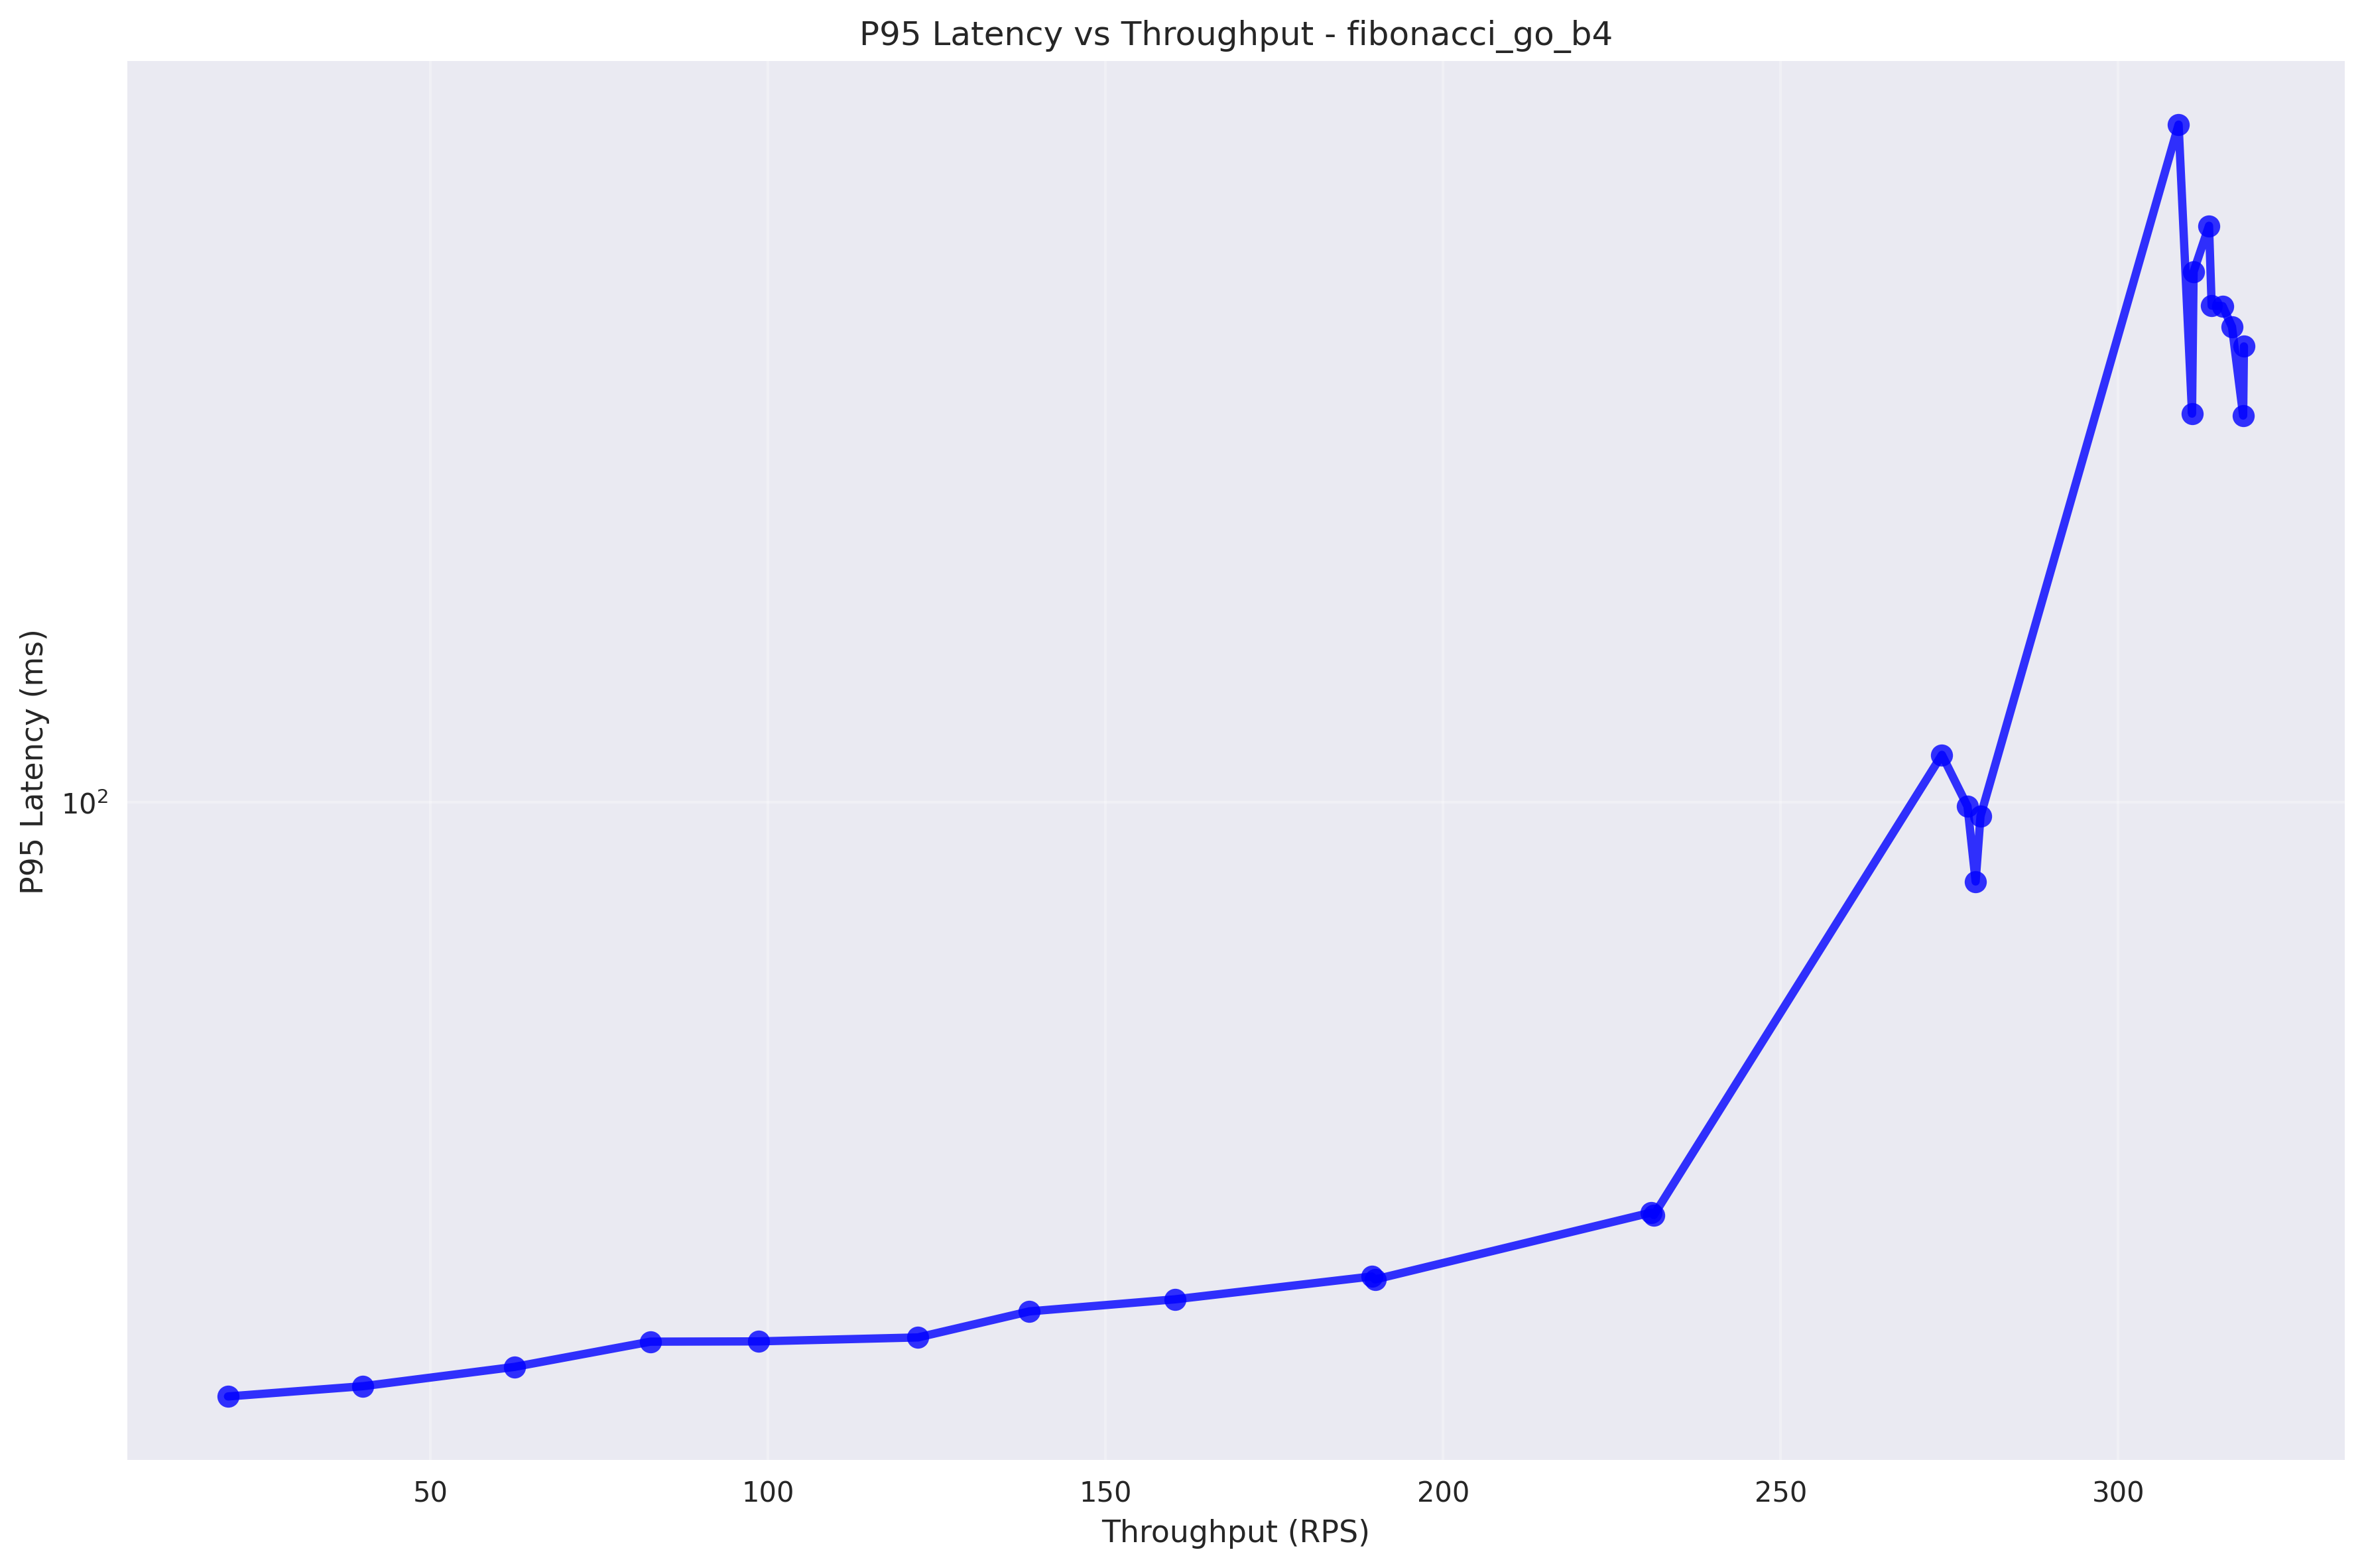 P95 Latency vs Throughput - fibonacci_go_b4
P95 Latency (ms)
10²
50 100 150 200 250 300
Throughput (RPS)